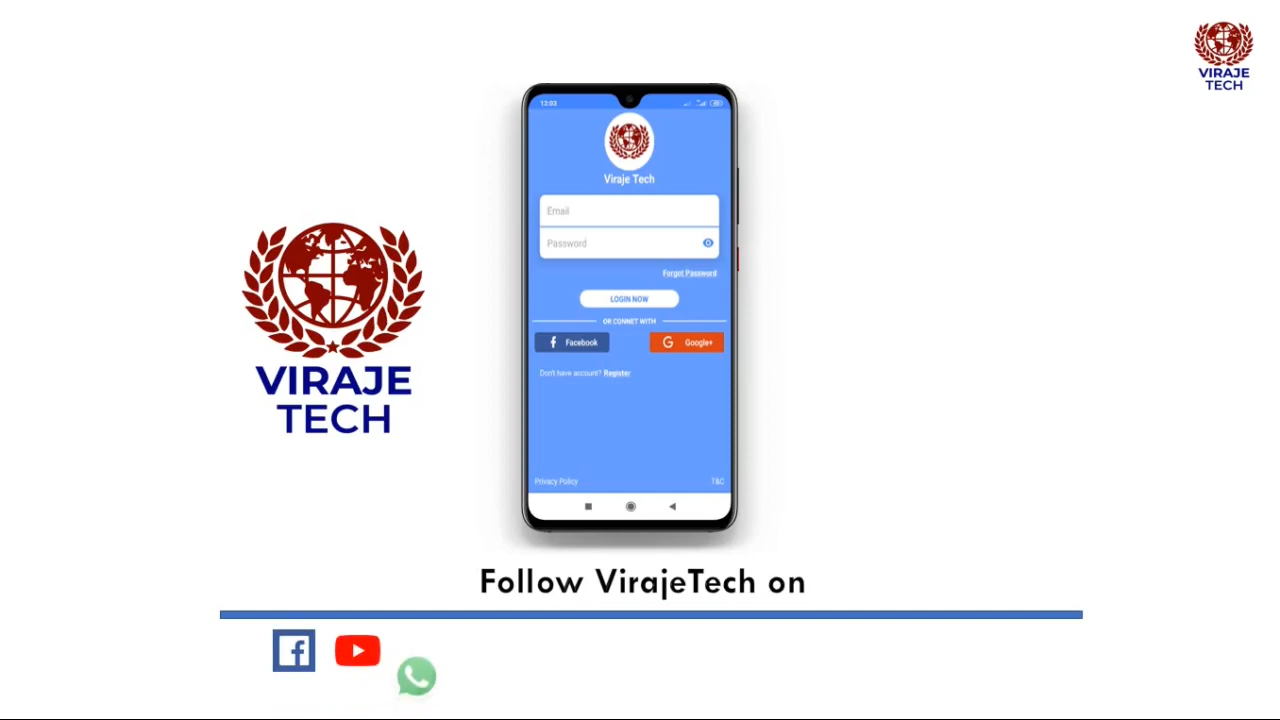 VIRAJE
TECH
12:03
Viraje Tech
Email
Password
Forgot Password
LOGIN NOW
OR CONNET WITH
Facebook
Google+
Don't have account? Register
Privacy Policy
T&C
VIRAJE
TECH
Follow VirajeTech on